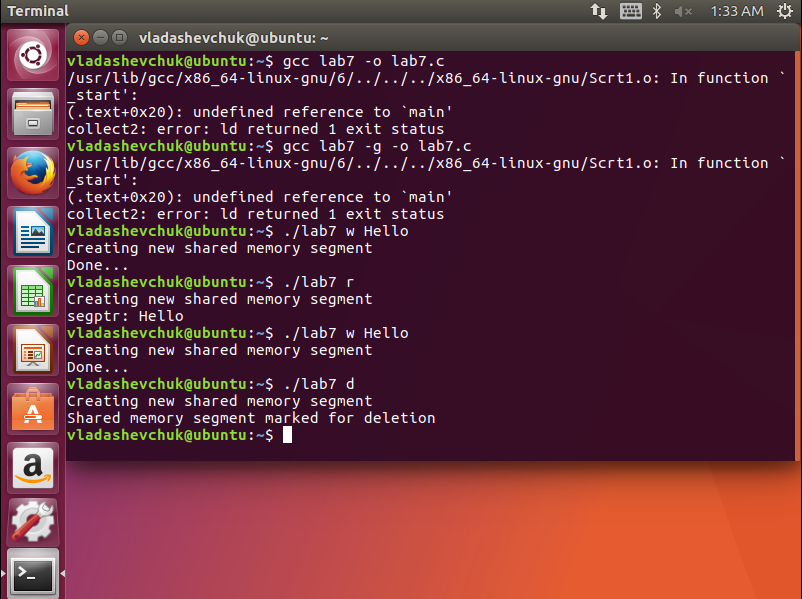 Terminal
1:33 AM
vladashevchuk@ubuntu: ~
vladashevchuk@ubuntu:~$ gcc lab7 -o lab7.c
/usr/lib/gcc/x86_64-linux-gnu/6/../../../x86_64-linux-gnu/Scrt1.o: In function `
_start':
(.text+0x20): undefined reference to `main'
collect2: error: ld returned 1 exit status
vladashevchuk@ubuntu:~$ gcc lab7 -g -o lab7.c
/usr/lib/gcc/x86_64-linux-gnu/6/../../../x86_64-linux-gnu/Scrt1.o: In function `
_start':
(.text+0x20): undefined reference to `main'
collect2: error: ld returned 1 exit status
vladashevchuk@ubuntu:~$ ./lab7 w Hello
Creating new shared memory segment
Done...
vladashevchuk@ubuntu:~$ ./lab7 r
Creating new shared memory segment
segptr: Hello
vladashevchuk@ubuntu:~$ ./lab7 w Hello
Creating new shared memory segment
Done...
vladashevchuk@ubuntu:~$ ./lab7 d
Creating new shared memory segment
Shared memory segment marked for deletion
vladashevchuk@ubuntu:~$